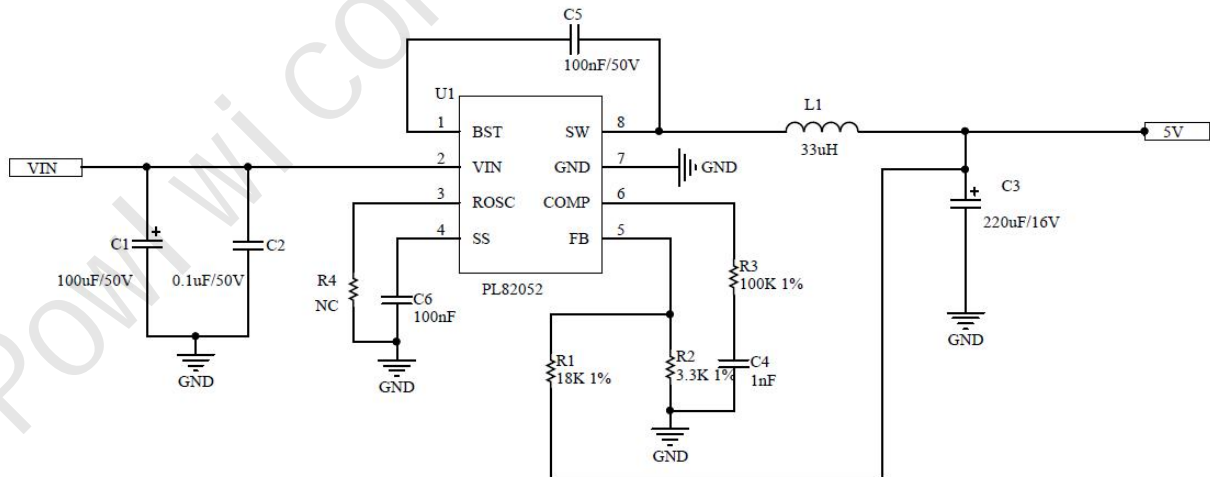 Powlwi con
C5
100nF/50V
U1
1 BST SW 8
2 VIN GND 7
3 ROSC COMP 6
4 SS FB 5
PL82052
VIN
C1
100uF/50V
C2
0.1uF/50V
GND
R4
NC
C6
100nF
GND
GND
L1
33uH
5V
C3
220uF/16V
GND
R3
100K 1%
R1
18K 1%
R2
3.3K 1%
C4
1nF
GND